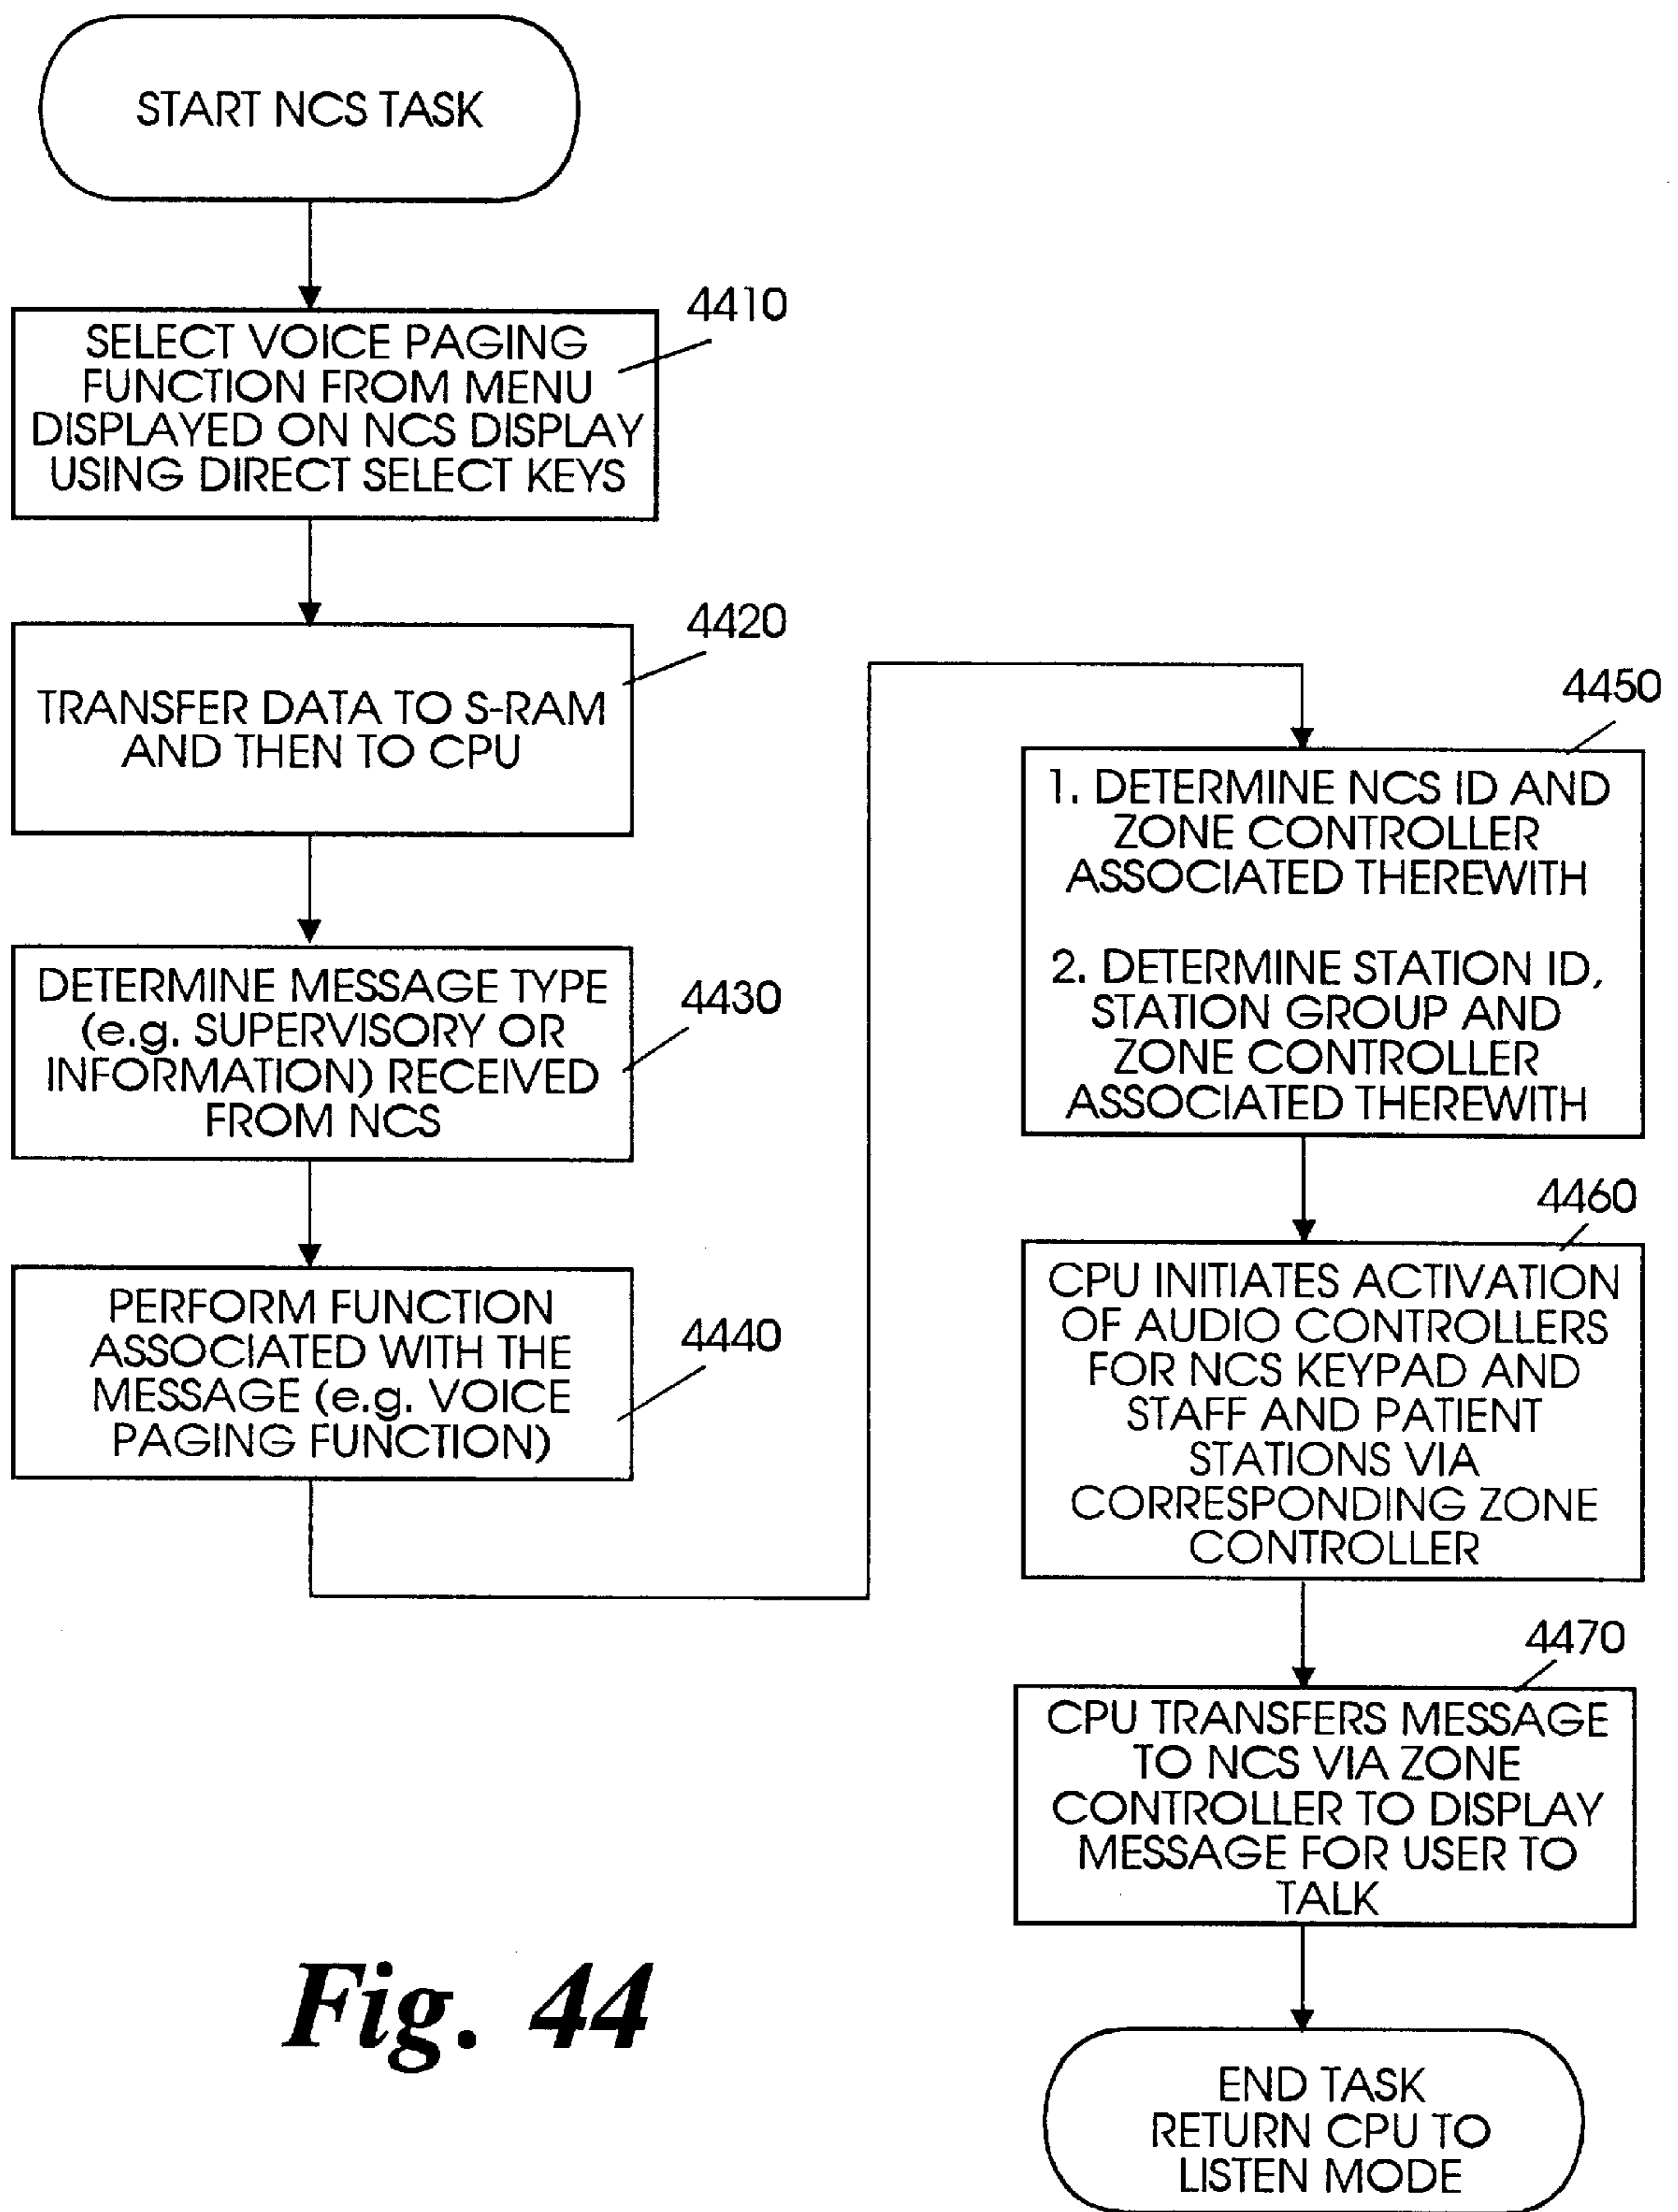 START NCS TASK
4410
SELECT VOICE PAGING
FUNCTION FROM MENU
DISPLAYED ON NCS DISPLAY
USING DIRECT SELECT KEYS
4420
TRANSFER DATA TO S-RAM
AND THEN TO CPU
4430
DETERMINE MESSAGE TYPE
(e.g. SUPERVISORY OR
INFORMATION) RECEIVED
FROM NCS
4440
PERFORM FUNCTION
ASSOCIATED WITH THE
MESSAGE (e.g. VOICE
PAGING FUNCTION)
4450
1. DETERMINE NCS ID AND
ZONE CONTROLLER
ASSOCIATED THEREWITH
2. DETERMINE STATION ID,
STATION GROUP AND
ZONE CONTROLLER
ASSOCIATED THEREWITH
4460
CPU INITIATES ACTIVATION
OF AUDIO CONTROLLERS
FOR NCS KEYPAD AND
STAFF AND PATIENT
STATIONS VIA
CORRESPONDING ZONE
CONTROLLER
4470
CPU TRANSFERS MESSAGE
TO NCS VIA ZONE
CONTROLLER TO DISPLAY
MESSAGE FOR USER TO
TALK
END TASK
RETURN CPU TO
LISTEN MODE
Fig. 44